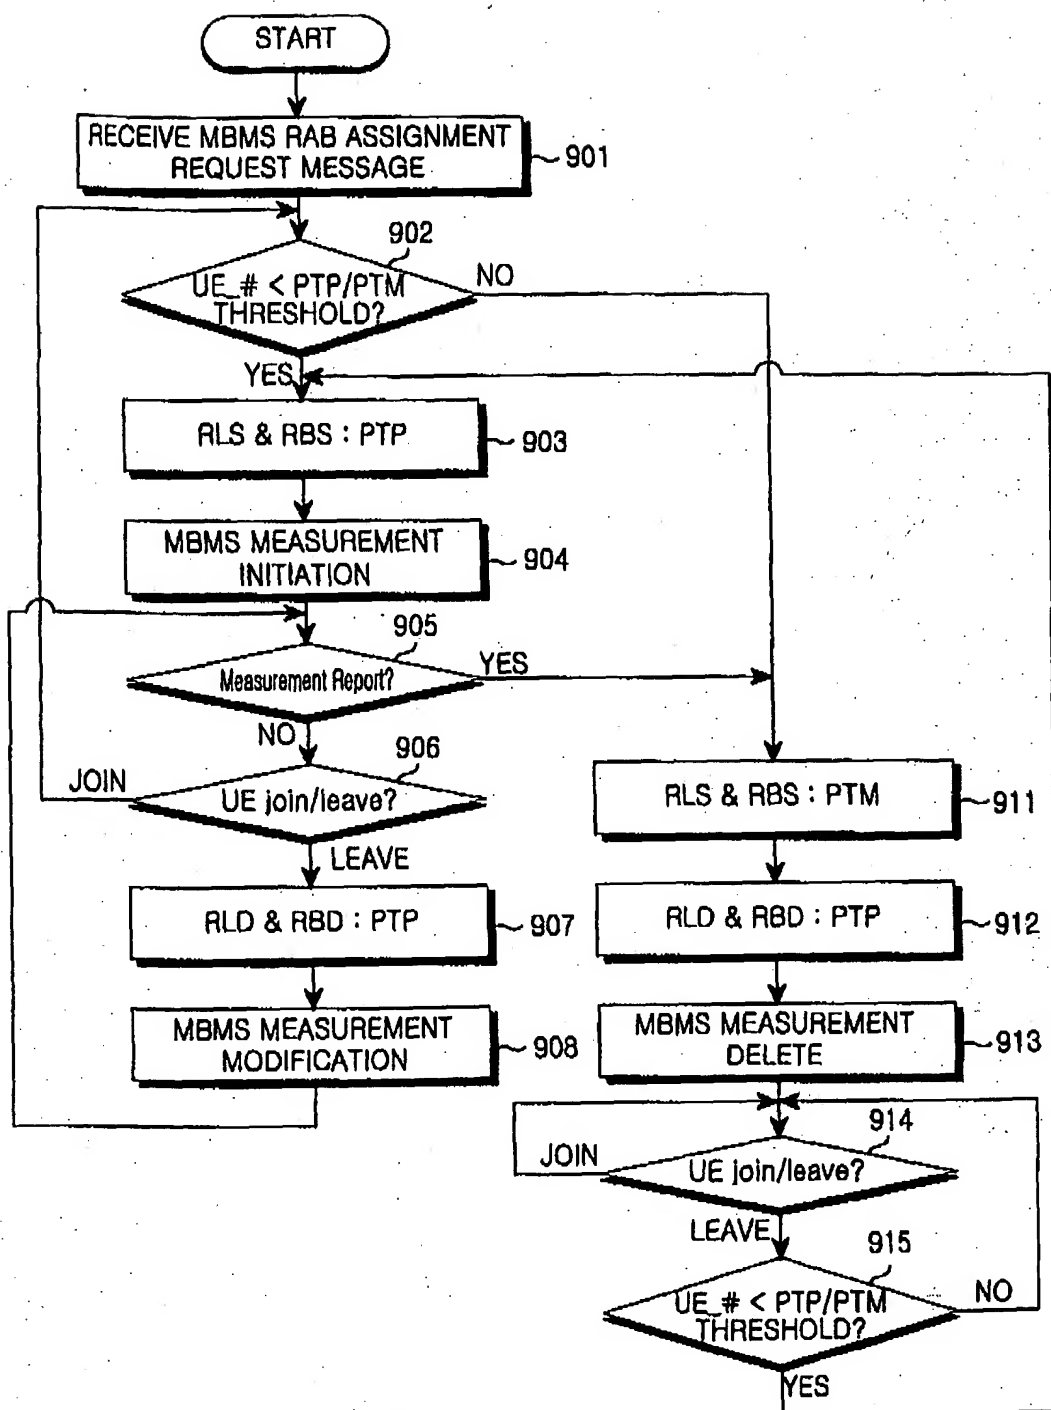 START
RECEIVE MBMS RAB ASSIGNMENT
REQUEST MESSAGE
901
902
UE_# < PTP/PTM
THRESHOLD?
NO
YES
RLS & RBS : PTP
903
MBMS MEASUREMENT
INITIATION
904
905
Measurement Report?
YES
NO
906
JOIN
UE join/leave?
LEAVE
RLS & RBS : PTM
911
RLD & RBD : PTP
907
RLD & RBD : PTP
912
MBMS MEASUREMENT
MODIFICATION
908
MBMS MEASUREMENT
DELETE
913
914
JOIN
UE join/leave?
LEAVE
915
UE_# < PTP/PTM
THRESHOLD?
NO
YES